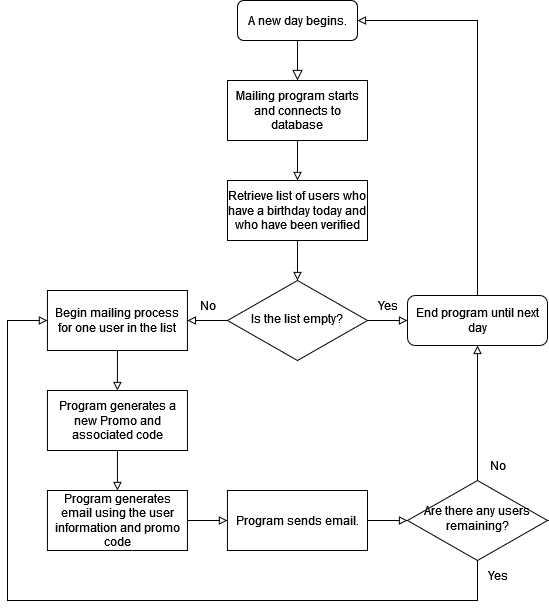 A new day begins.
Mailing program starts
and connects to
database
Retrieve list of users who
have a birthday today and
who have been verified
Is the list empty?
No
Yes
Begin mailing process
for one user in the list
End program until next
day
Program generates a
new Promo and
associated code
Program generates
email using the user
information and promo
code
Program sends email.
Are there any users
remaining?
No
Yes